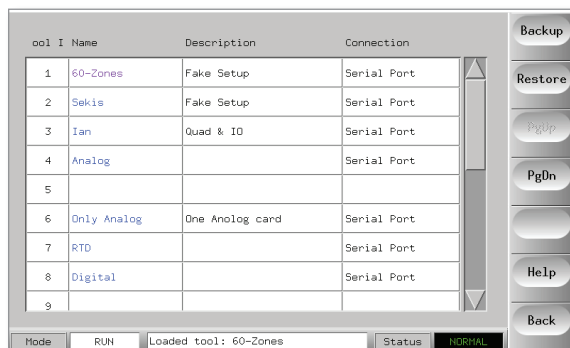 ool I Name Description Connection
1 60-Zones Fake Setup Serial Port
2 Sekis Fake Setup Serial Port
3 Ian Quad & IO Serial Port
4 Analog Serial Port
5
6 Only Analog One Anolog card Serial Port
7 RTD Serial Port
8 Digital Serial Port
9
Backup
Restore
PgUp
PgDn
Help
Back
Mode RUN Loaded tool: 60-Zones Status NORMAL